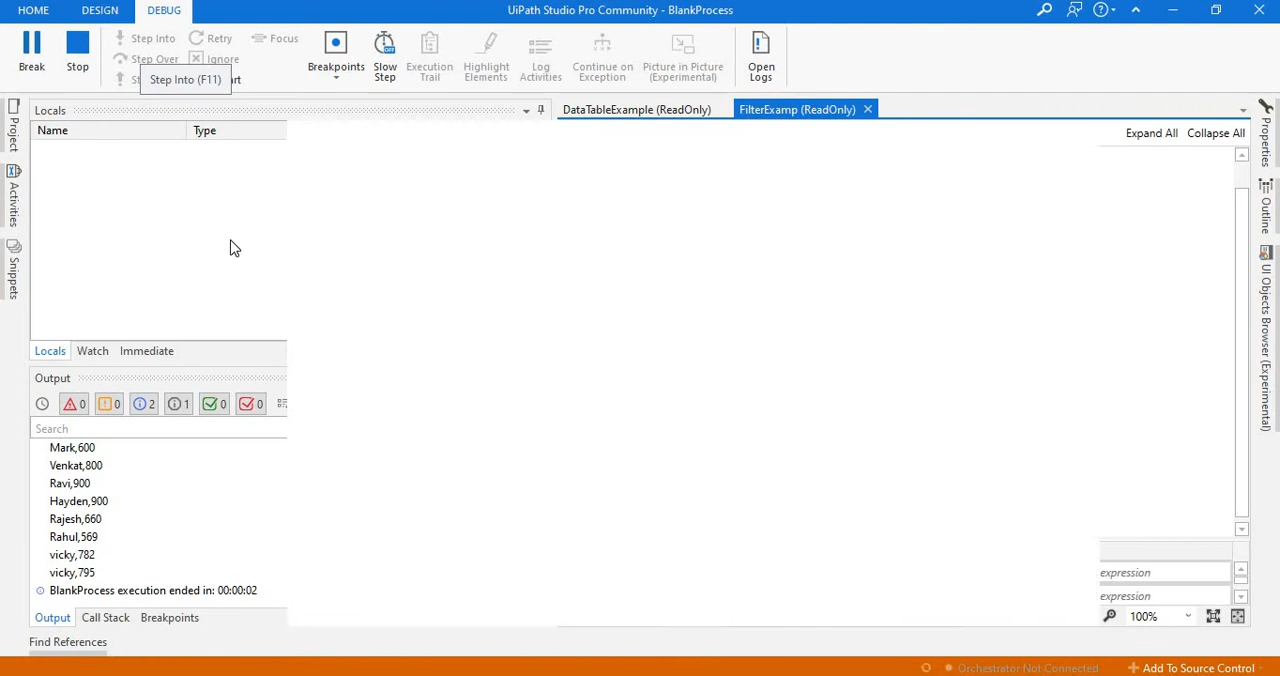 HOME DESIGN DEBUG UiPath Studio Pro Community - BlankProcess
Break Stop Step Into Retry Focus Step Over Ignore Breakpoints Slow Step Execution Trail Highlight Elements Log Activities Continue on Exception Picture in Picture (Experimental) Open Logs
Step Into (F11)
Locals
DataTableExample (ReadOnly) FilterExamp (ReadOnly)
Name Type
Expand All Collapse All
Project
Activities
Snippets
Properties
Outline
UI Objects Browser (Experimental)
Locals Watch Immediate
Output
0 0 2 1 0 0
Search
Mark,600
Venkat,800
Ravi,900
Hayden,900
Rajesh,660
Rahul,569
vicky,782
vicky,795
BlankProcess execution ended in: 00:00:02
expression
expression
Output Call Stack Breakpoints
100%
Find References
Orchestrator Not Connected Add To Source Control